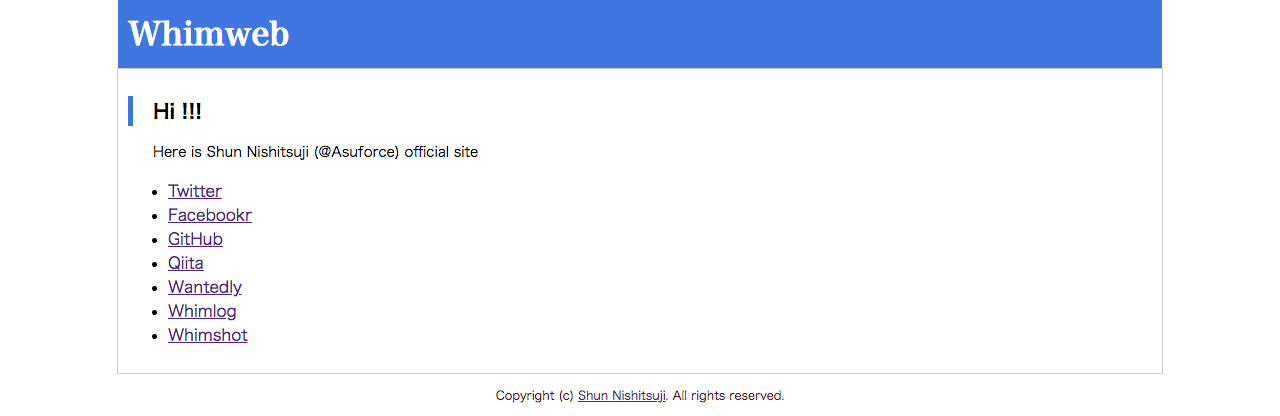 Whimweb
Hi !!!
Here is Shun Nishitsuji (@Asuforce) official site
Twitter
Facebookr
GitHub
Qiita
Wantedly
Whimlog
Whimshot
Copyright (c) Shun Nishitsuji. All rights reserved.